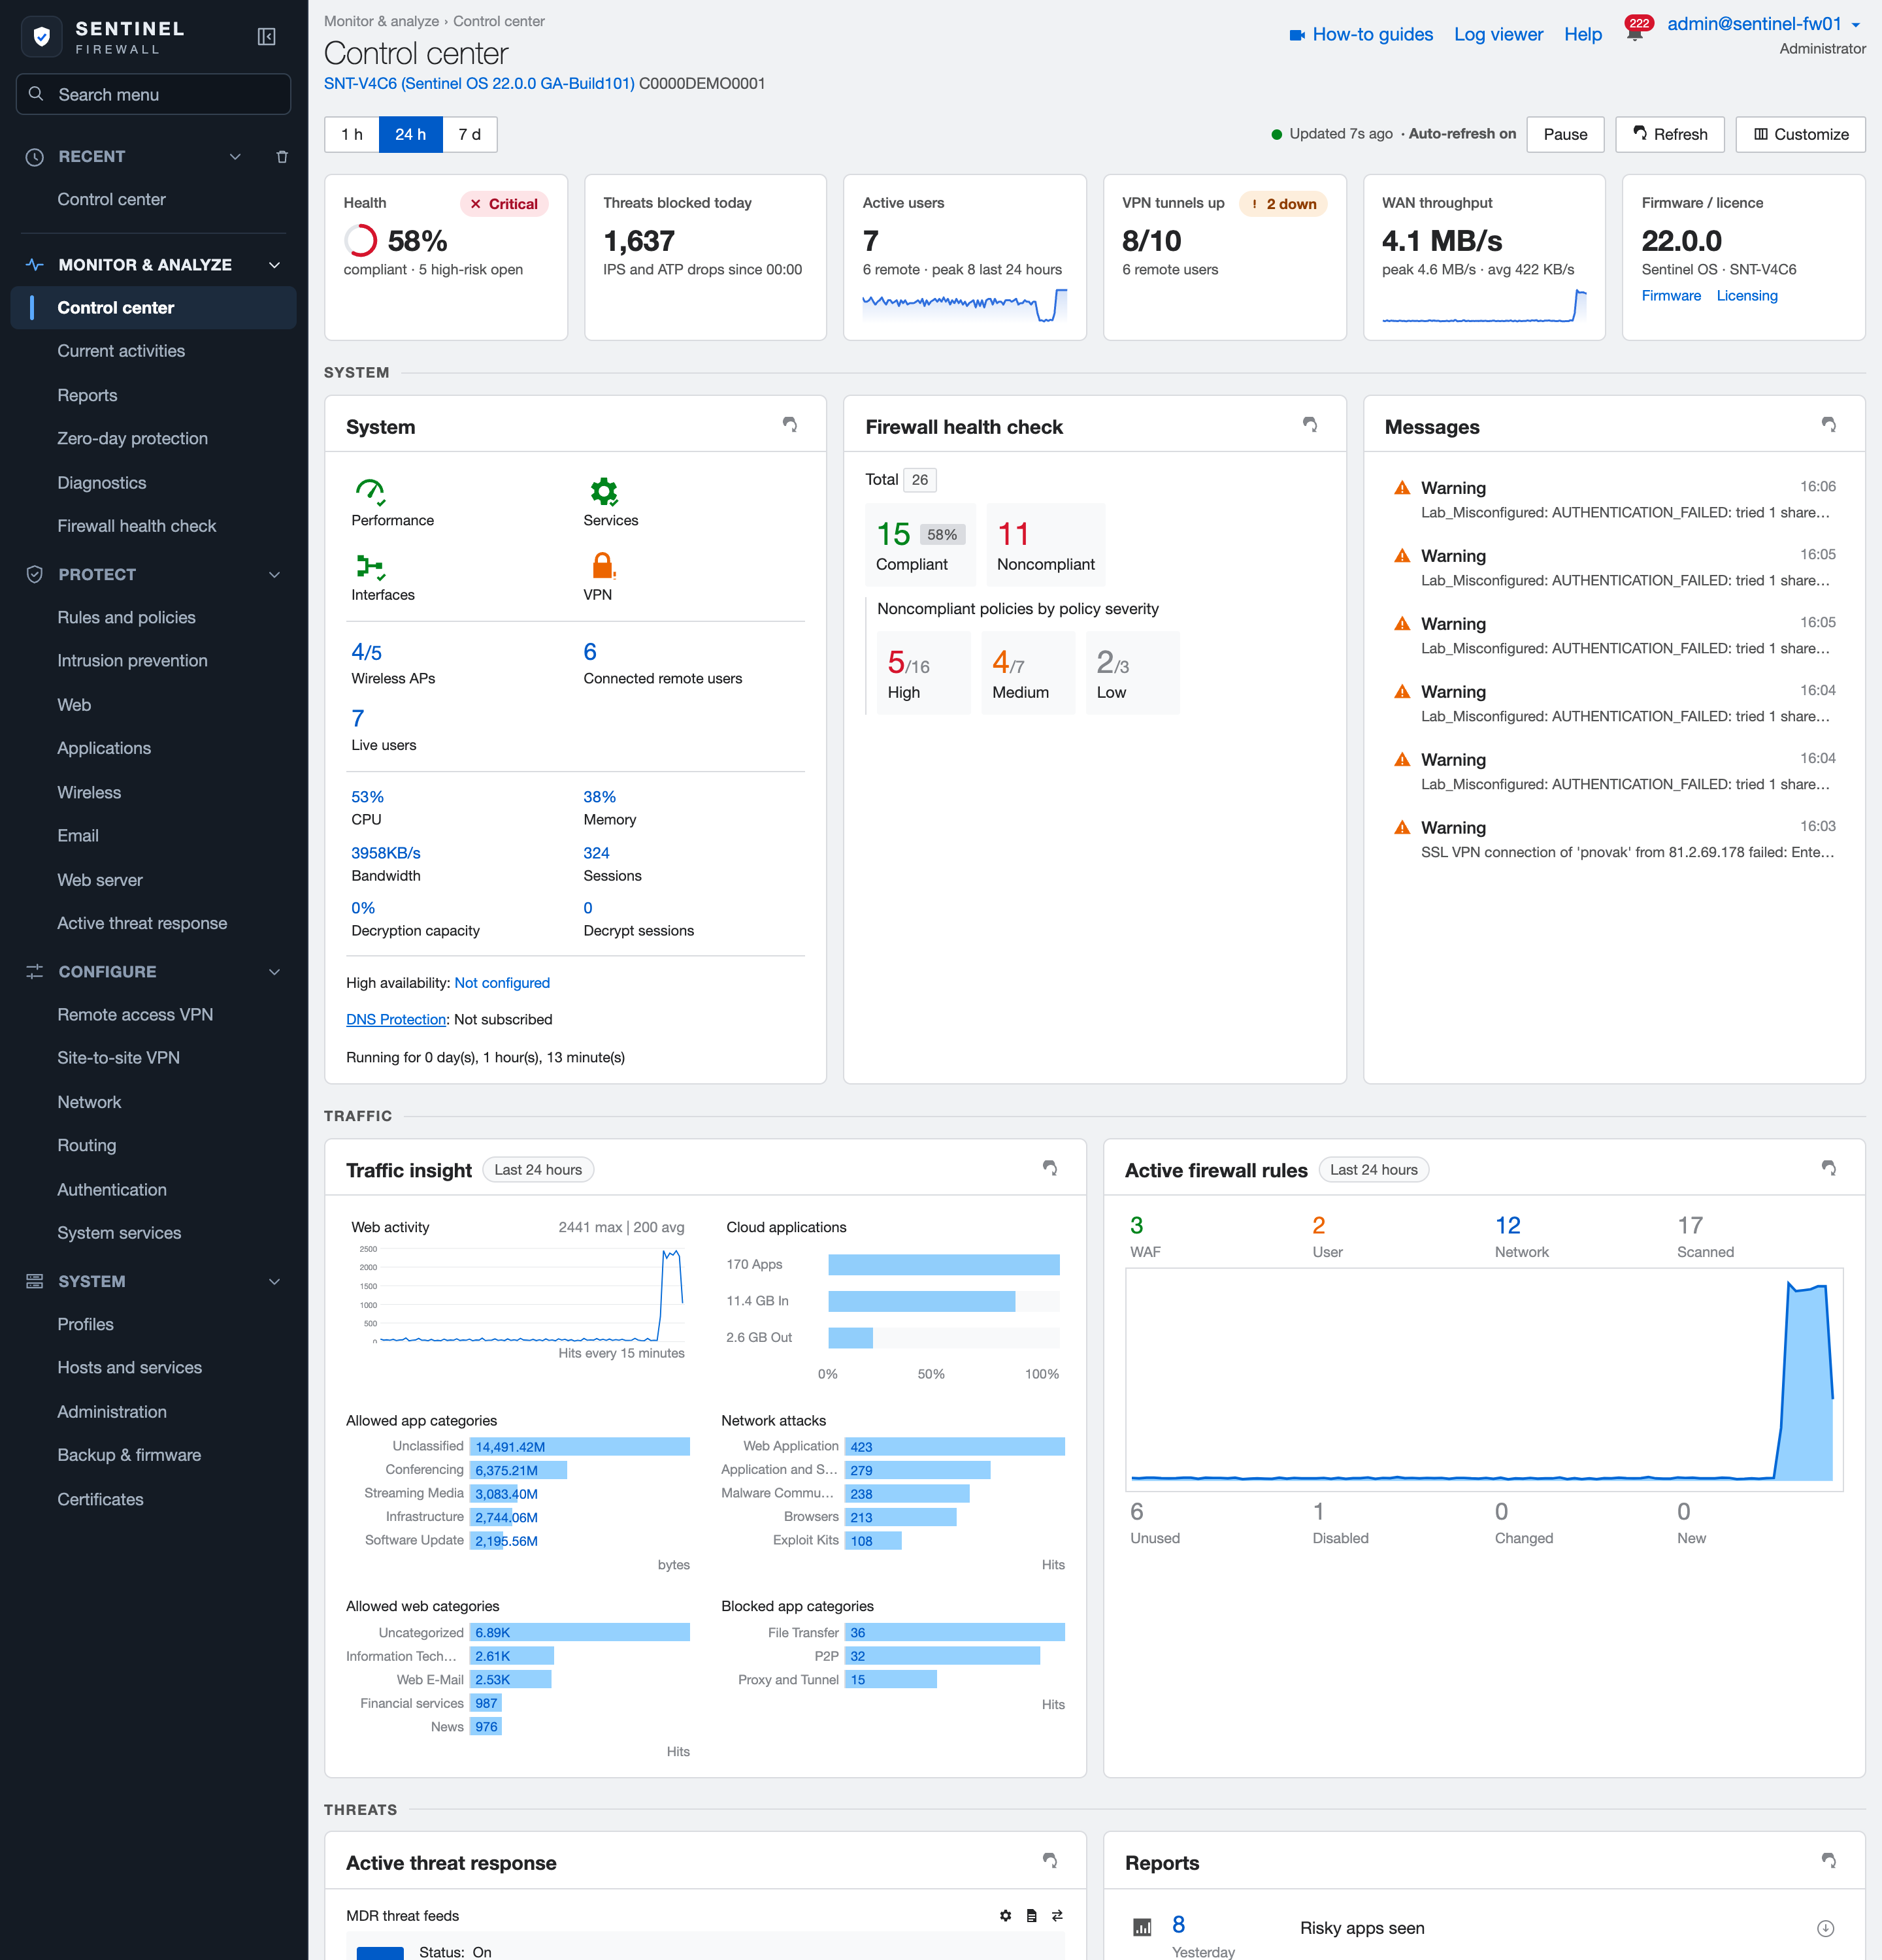 SENTINEL
FIREWALL
Search menu
RECENT
Control center
MONITOR & ANALYZE
Control center
Current activities
Reports
Zero-day protection
Diagnostics
Firewall health check
PROTECT
Rules and policies
Intrusion prevention
Web
Applications
Wireless
Email
Web server
Active threat response
CONFIGURE
Remote access VPN
Site-to-site VPN
Network
Routing
Authentication
System services
SYSTEM
Profiles
Hosts and services
Administration
Backup & firmware
Certificates
Monitor & analyze › Control center
Control center
SNT-V4C6 (Sentinel OS 22.0.0 GA-Build101) C0000DEMO0001
How-to guides Log viewer Help 222 admin@sentinel-fw01
Administrator
1 h 24 h 7 d
Updated 7s ago · Auto-refresh on Pause Refresh Customize
Health Critical
58%
compliant · 5 high-risk open
Threats blocked today
1,637
IPS and ATP drops since 00:00
Active users
7
6 remote · peak 8 last 24 hours
VPN tunnels up ! 2 down
8/10
6 remote users
WAN throughput
4.1 MB/s
peak 4.6 MB/s · avg 422 KB/s
Firmware / licence
22.0.0
Sentinel OS · SNT-V4C6
Firmware Licensing
SYSTEM
System
Performance Services
Interfaces VPN
4/5 6
Wireless APs Connected remote users
7
Live users
53% 38%
CPU Memory
3958KB/s 324
Bandwidth Sessions
0% 0
Decryption capacity Decrypt sessions
High availability: Not configured
DNS Protection: Not subscribed
Running for 0 day(s), 1 hour(s), 13 minute(s)
Firewall health check
Total 26
15 58% 11
Compliant Noncompliant
Noncompliant policies by policy severity
5/16 4/7 2/3
High Medium Low
Messages
Warning 16:06
Lab_Misconfigured: AUTHENTICATION_FAILED: tried 1 share…
Warning 16:05
Lab_Misconfigured: AUTHENTICATION_FAILED: tried 1 share…
Warning 16:05
Lab_Misconfigured: AUTHENTICATION_FAILED: tried 1 share…
Warning 16:04
Lab_Misconfigured: AUTHENTICATION_FAILED: tried 1 share…
Warning 16:04
Lab_Misconfigured: AUTHENTICATION_FAILED: tried 1 share…
Warning 16:03
SSL VPN connection of 'pnovak' from 81.2.69.178 failed: Ente…
TRAFFIC
Traffic insight Last 24 hours
Web activity 2441 max | 200 avg
2500
2000
1500
1000
500
0
Hits every 15 minutes
Cloud applications
170 Apps
11.4 GB In
2.6 GB Out
0% 50% 100%
Allowed app categories
Unclassified 14,491.42M
Conferencing 6,375.21M
Streaming Media 3,083.40M
Infrastructure 2,744.06M
Software Update 2,195.56M
bytes
Network attacks
Web Application 423
Application and S… 279
Malware Commu… 238
Browsers 213
Exploit Kits 108
Hits
Allowed web categories
Uncategorized 6.89K
Information Tech… 2.61K
Web E-Mail 2.53K
Financial services 987
News 976
Hits
Blocked app categories
File Transfer 36
P2P 32
Proxy and Tunnel 15
Hits
Active firewall rules Last 24 hours
3 2 12 17
WAF User Network Scanned
6 1 0 0
Unused Disabled Changed New
THREATS
Active threat response
MDR threat feeds
Status: On
Reports
8 Risky apps seen
Yesterday